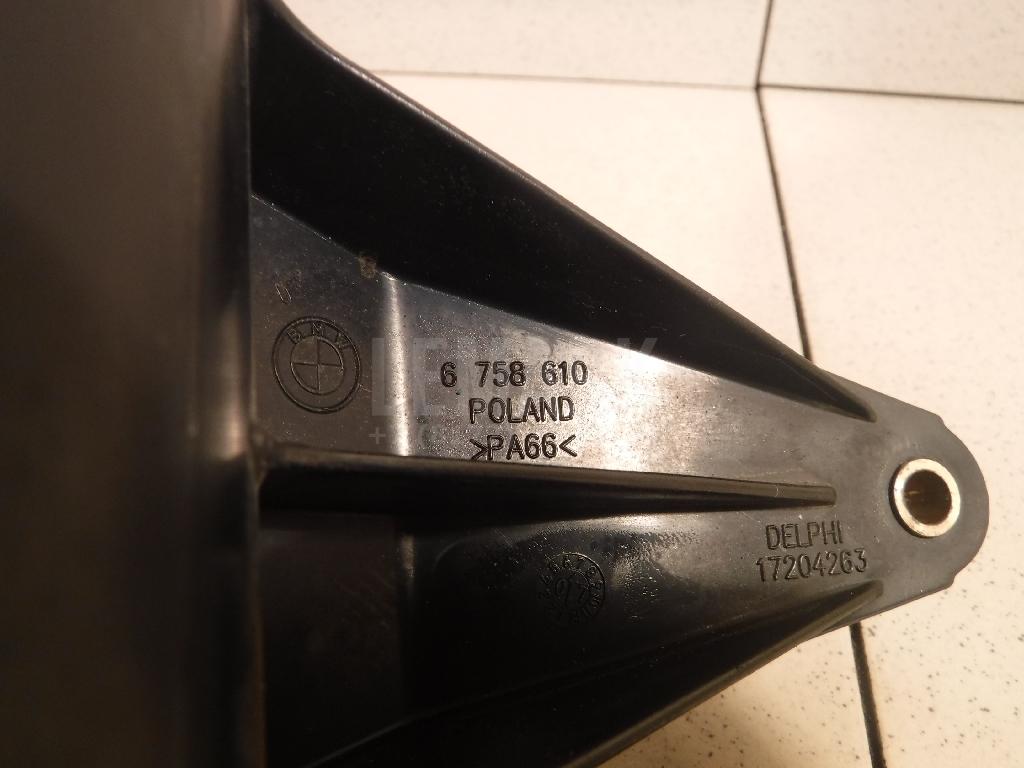 BMW
6 758 610
POLAND
>PA66<
DELPHI
17204263